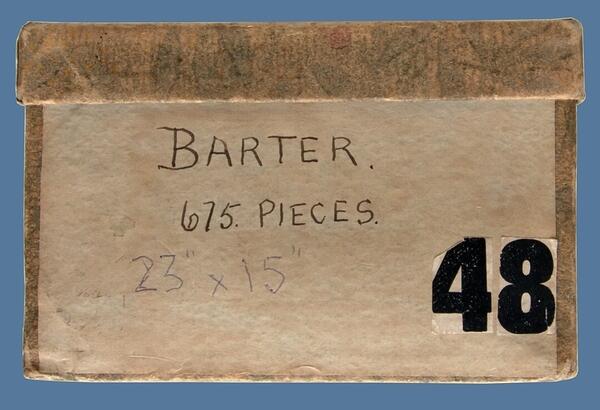 BARTER.
675. PIECES.
23" x 15"
48